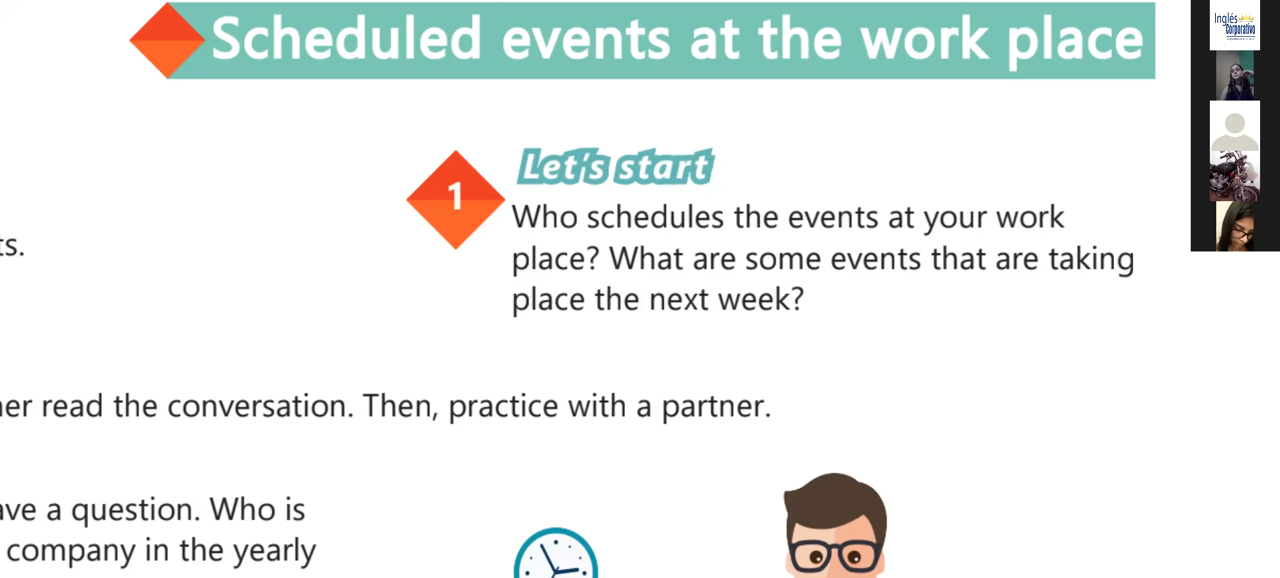 Scheduled events at the work place
Let's start
1
Who schedules the events at your work
place? What are some events that are taking
place the next week?
ts.
ner read the conversation. Then, practice with a partner.
ave a question. Who is
company in the yearly
Inglés
Corporativo